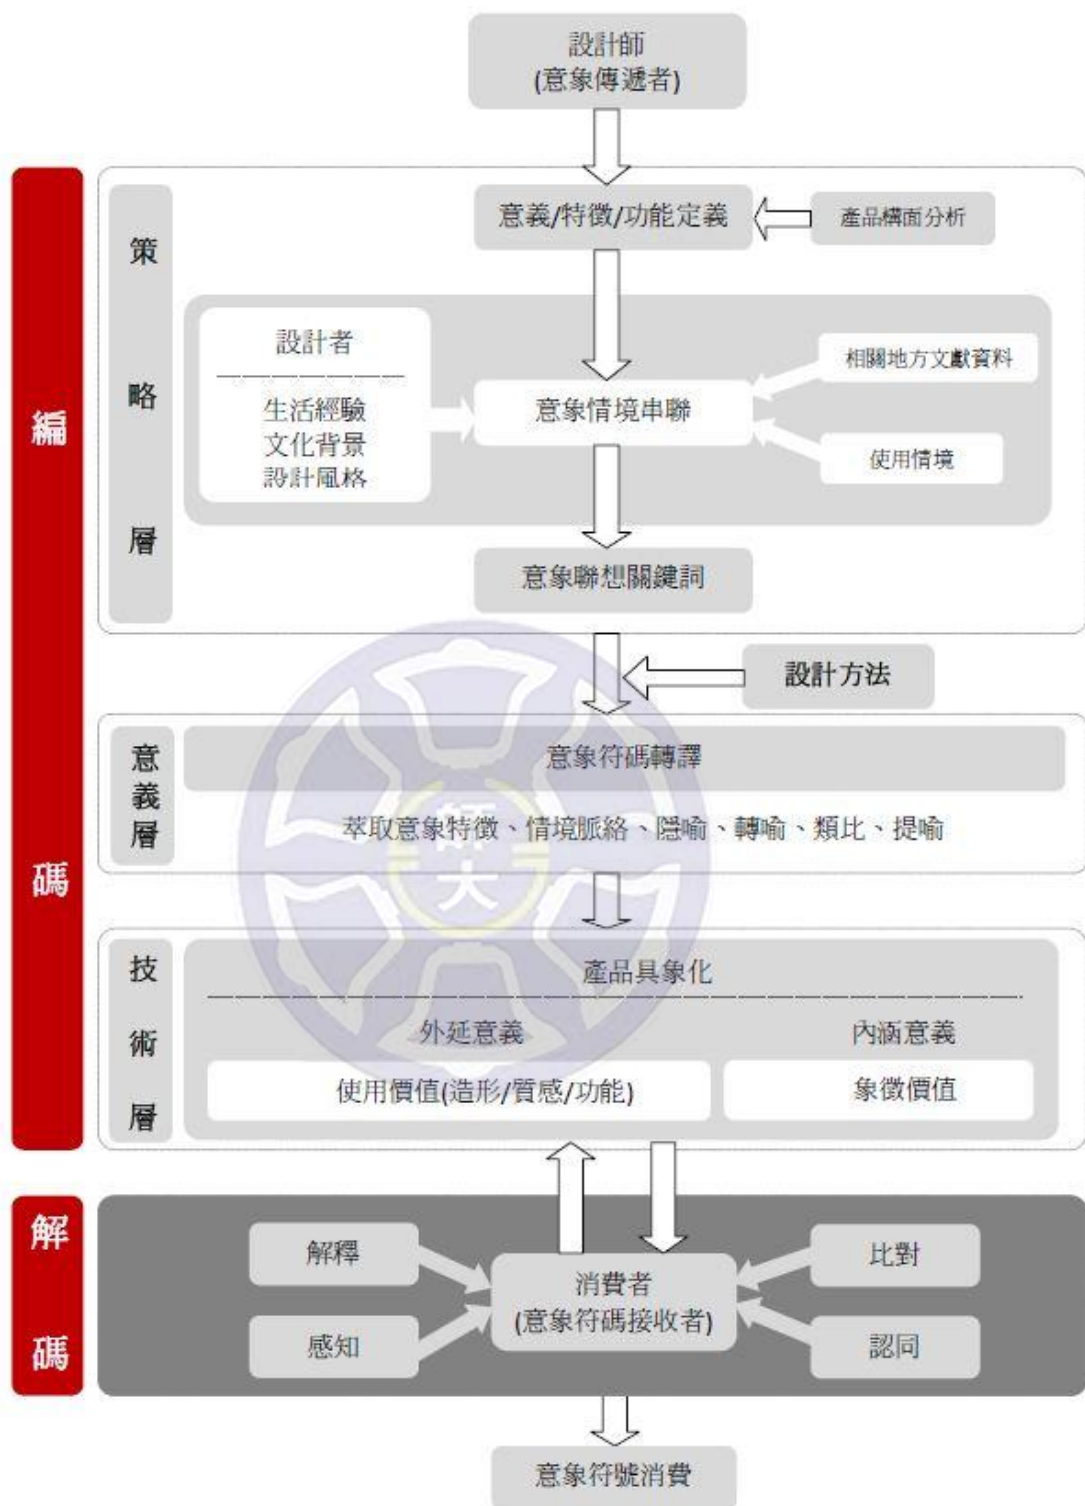 設計師
(意象傳遞者)
編
碼
策
略
層
意義/特徵/功能定義
產品構面分析
設計者
生活經驗
文化背景
設計風格
意象情境串聯
相關地方文獻資料
使用情境
意象聯想關鍵詞
設計方法
意義層
意象符碼轉譯
萃取意象特徵、情境脈絡、隱喻、轉喻、類比、提喻
師
大
技
術
層
產品具象化
外延意義
內涵意義
使用價值(造形/質感/功能)
象徵價值
解
碼
解釋
感知
消費者
(意象符碼接收者)
比對
認同
意象符號消費